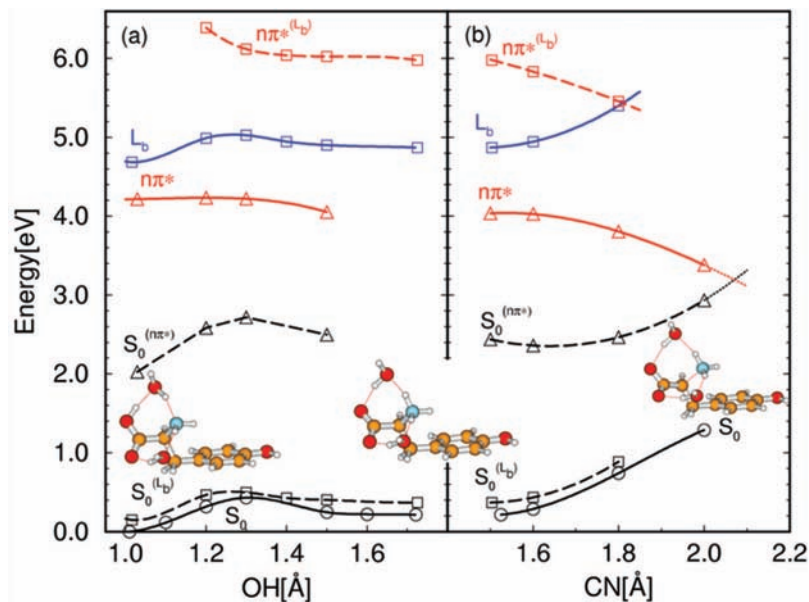 (a)
(b)
nπ*(Lb)
nπ*(Lb)
6.0
Lb
Lb
5.0
nπ*
nπ*
4.0
Energy[eV]
3.0
S0(nπ*)
S0(nπ*)
2.0
1.0
S0(Lb)
S0
S0(Lb)
S0
0.0
1.0 1.2 1.4 1.6
1.6 1.8 2.0 2.2
OH[Å]
CN[Å]